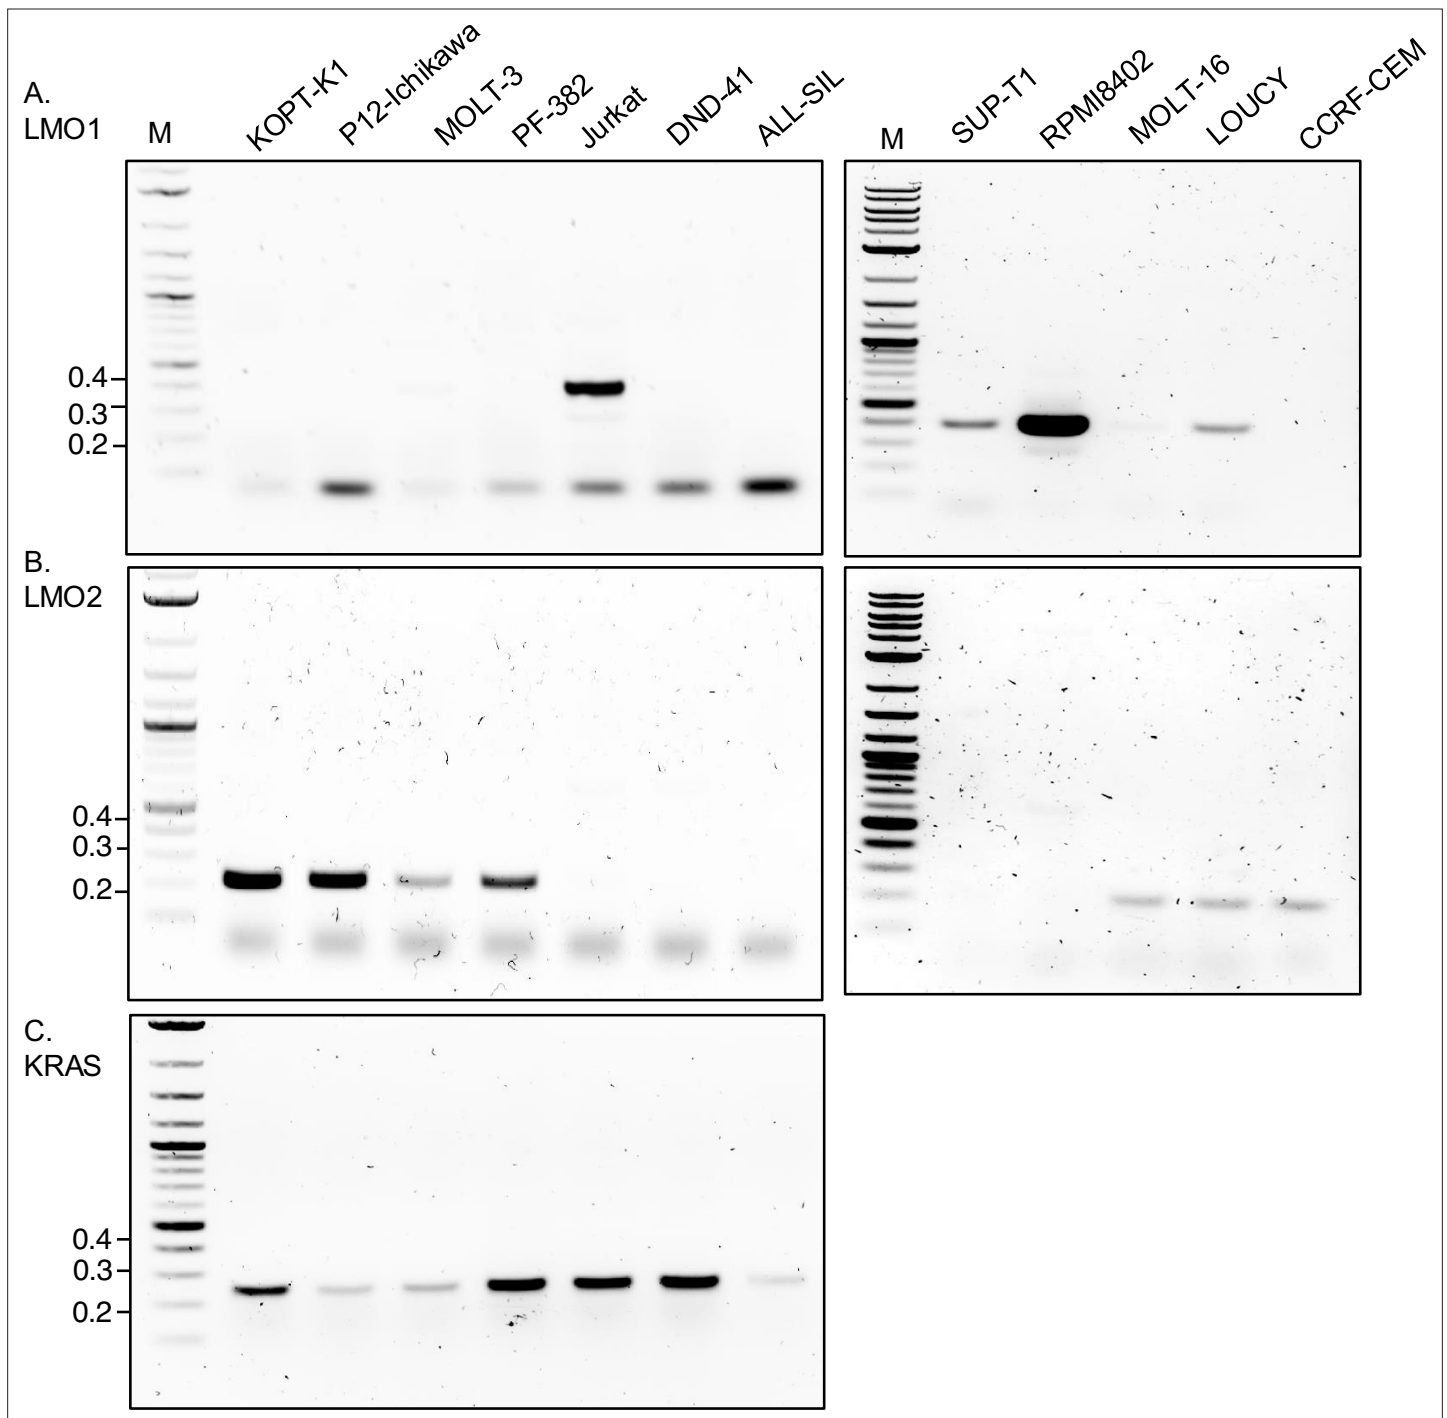 A.
LMO1
M
KOPT-K1
P12-Ichikawa
MOLT-3
PF-382
Jurkat
DND-41
ALL-SIL
M
SUP-T1
RPMI8402
MOLT-16
LOUCY
CCRF-CEM
0.4
0.3
0.2
B.
LMO2
0.4
0.3
0.2
C.
KRAS
0.4
0.3
0.2